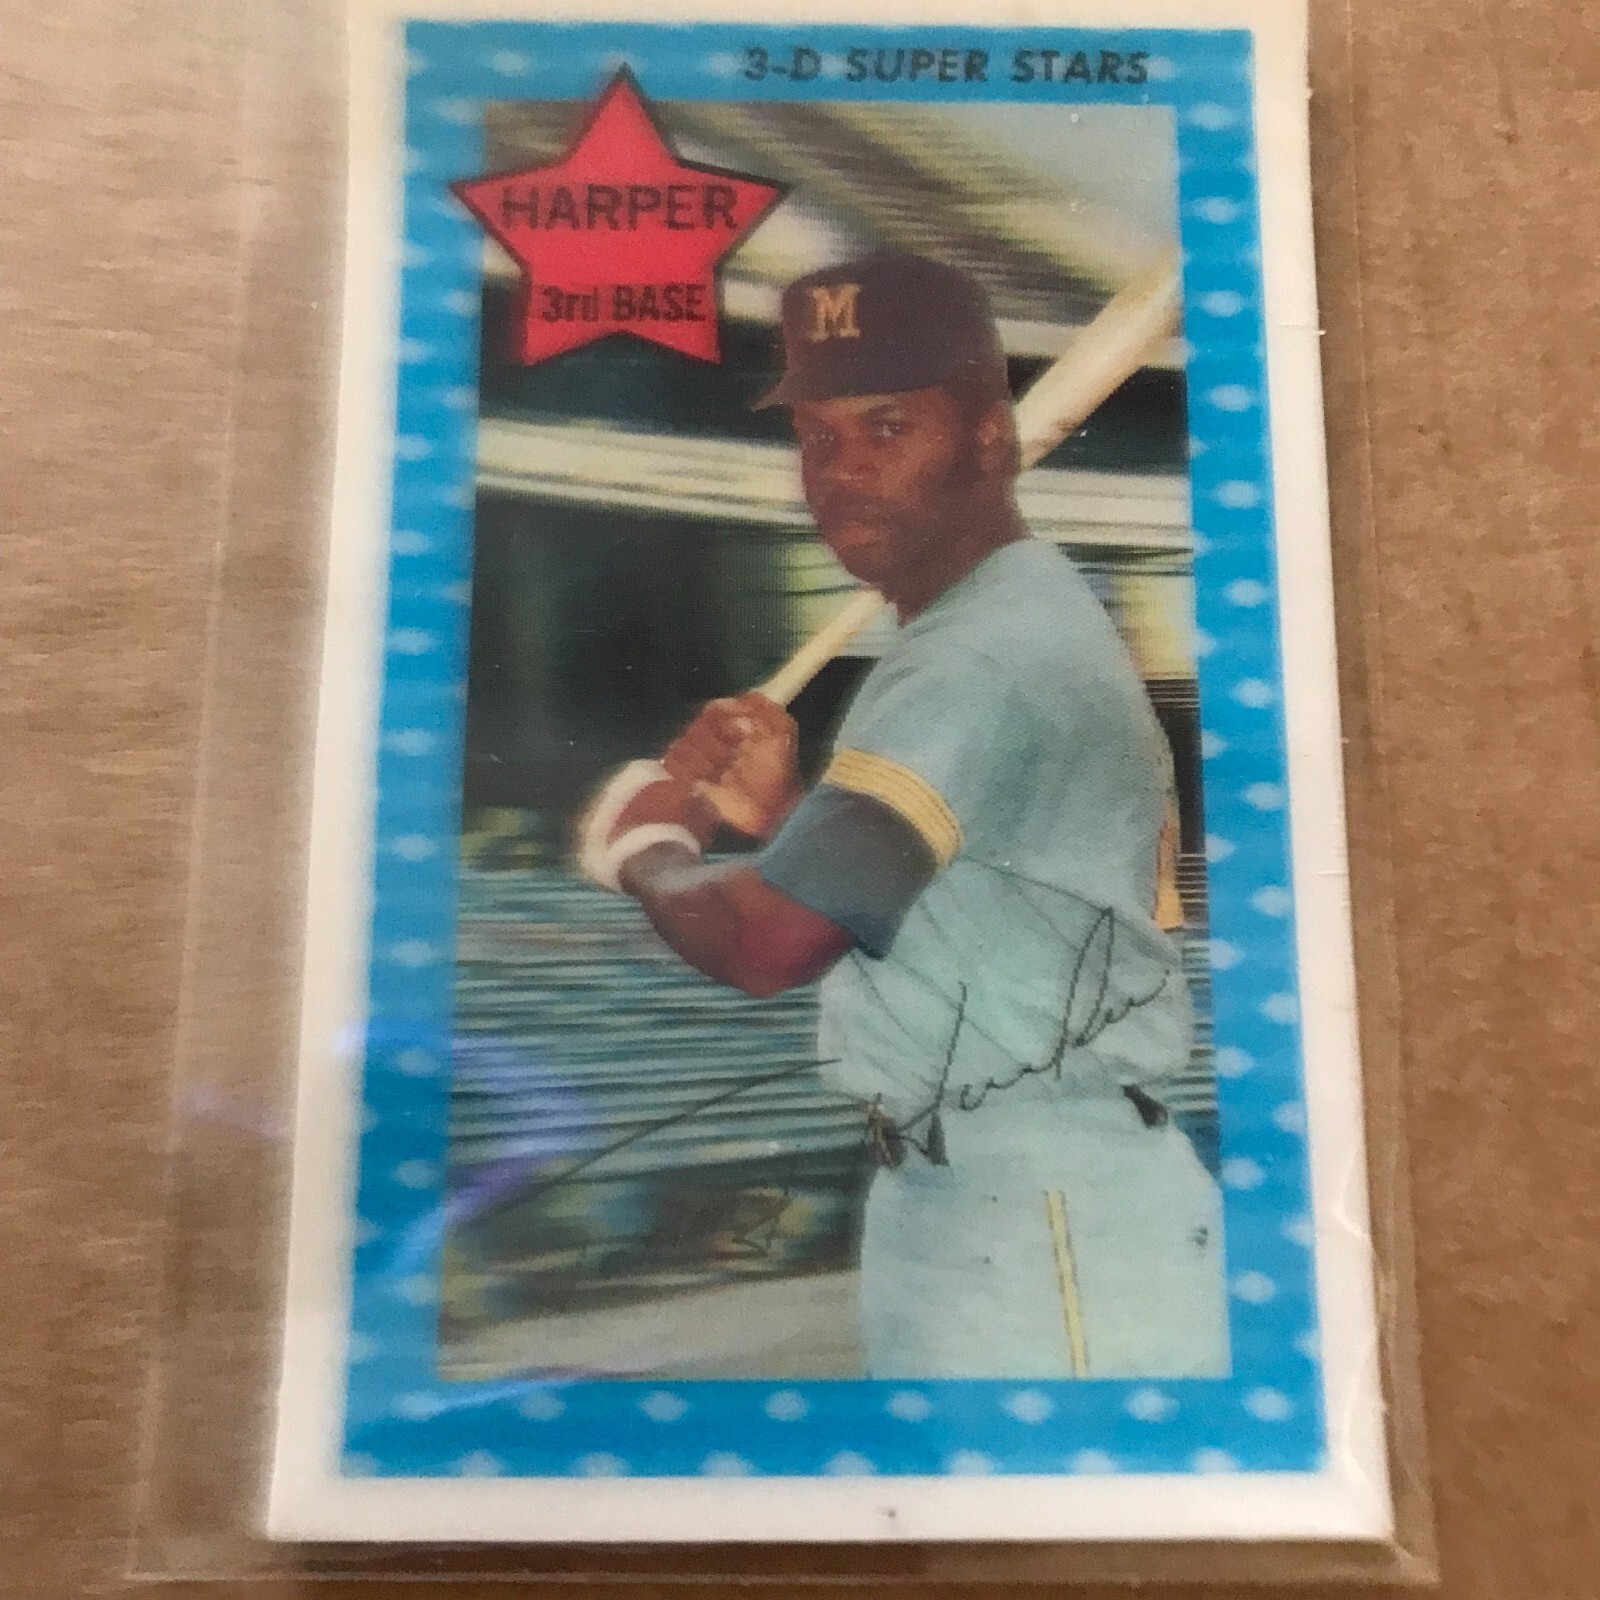 3-D SUPER STARS
HARPER
3rd BASE
M